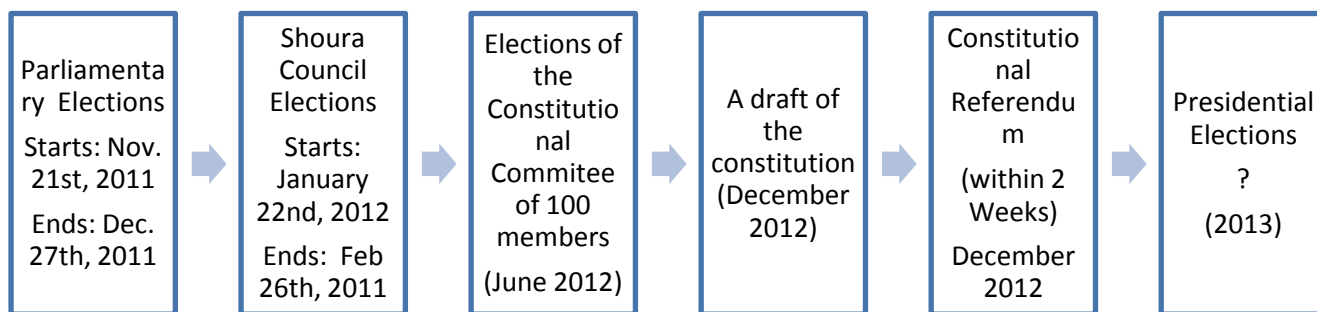 Parliamenta
ry Elections
Starts: Nov.
21st, 2011
Ends: Dec.
27th, 2011
Shoura
Council
Elections
Starts:
January
22nd, 2012
Ends: Feb
26th, 2011
Elections of
the
Constitutio
nal
Commitee
of 100
members
(June 2012)
A draft of
the
constitution
(December
2012)
Constitutio
nal
Referendu
m
(within 2
Weeks)
December
2012
Presidential
Elections
?
(2013)